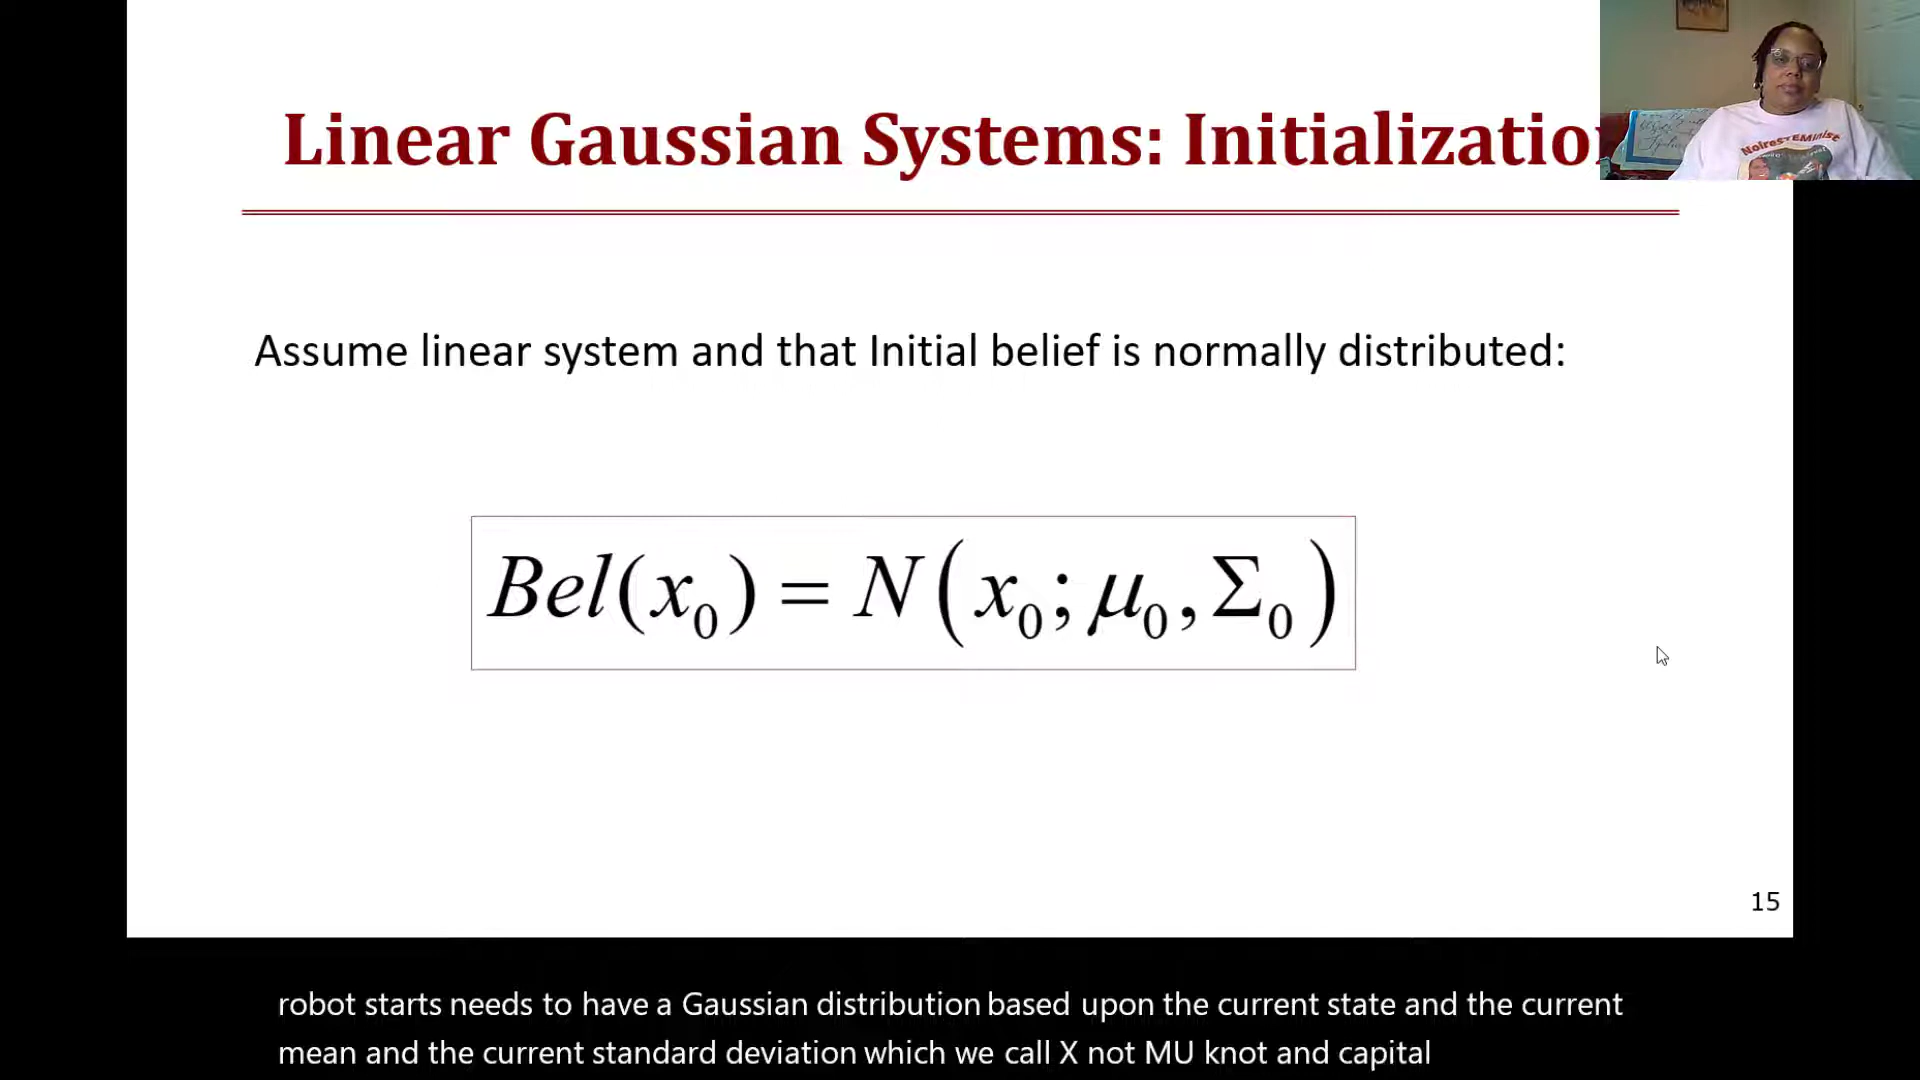 Linear Gaussian Systems: Initialization
NoireSTEMinist
Assume linear system and that Initial belief is normally distributed:
Bel(x₀) = N(x₀; μ₀, Σ₀)
15
robot starts needs to have a Gaussian distribution based upon the current state and the current
mean and the current standard deviation which we call X not MU knot and capital